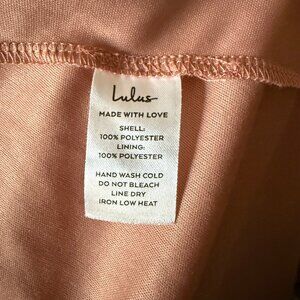 Lulus
MADE WITH LOVE
SHELL:
100% POLYESTER
LINING:
100% POLYESTER
HAND WASH COLD
DO NOT BLEACH
LINE DRY
IRON LOW HEAT